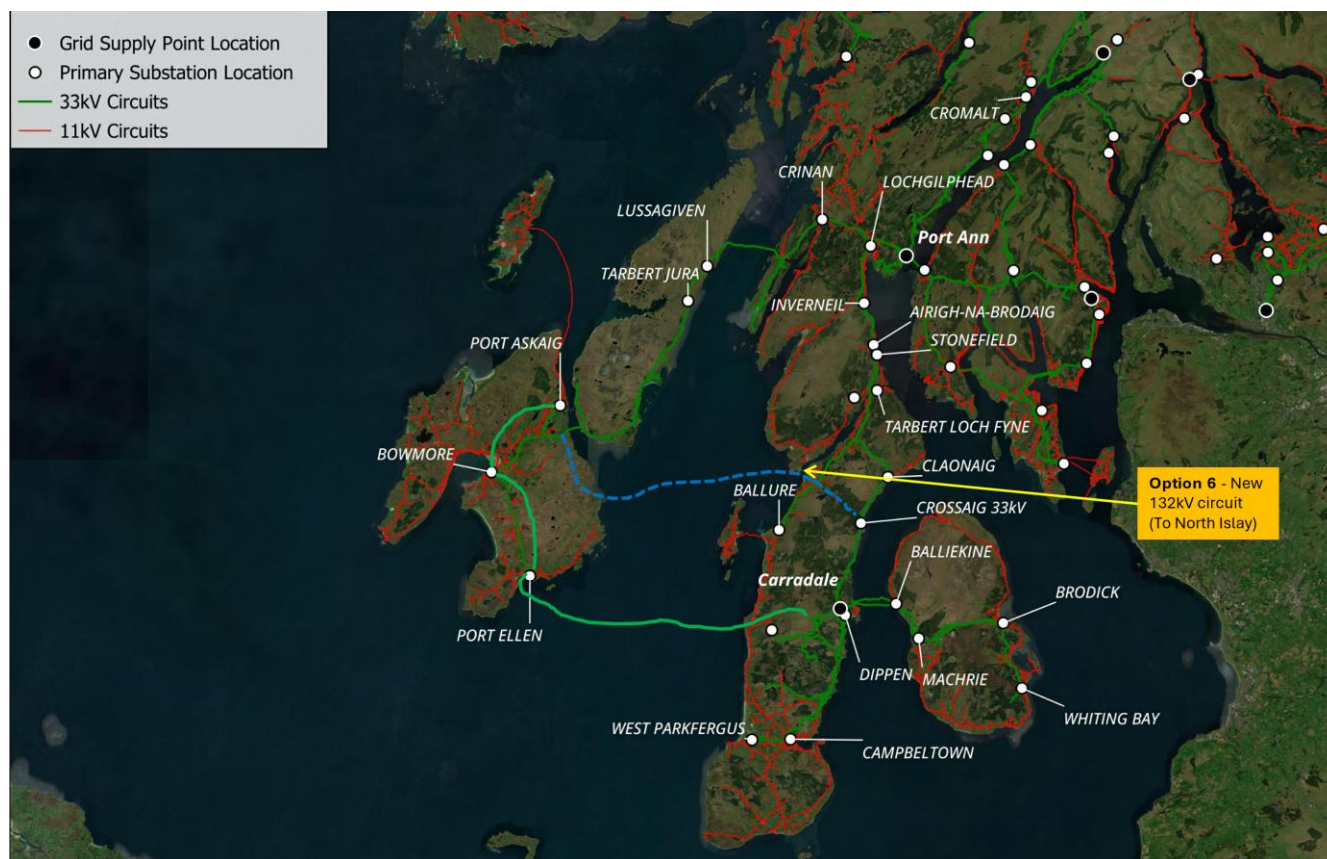 Grid Supply Point Location
Primary Substation Location
33kV Circuits
11kV Circuits
CROMALT
CRINAN
LOCHGILPHEAD
LUSSAGIVEN
Port Ann
TARBERT JURA
INVERNEIL
AIRIGH-NA-BRODAIG
STONEFIELD
PORT ASKAIG
TARBERT LOCH FYNE
BOWMORE
CLAONAIG
BALLURE
Option 6 - New
132kV circuit
(To North Islay)
CROSSAIG 33kV
Carradale
BALLIEKINE
BRODICK
PORT ELLEN
DIPPEN
MACHRIE
WHITING BAY
WEST PARKFERGUS
CAMPBELTOWN